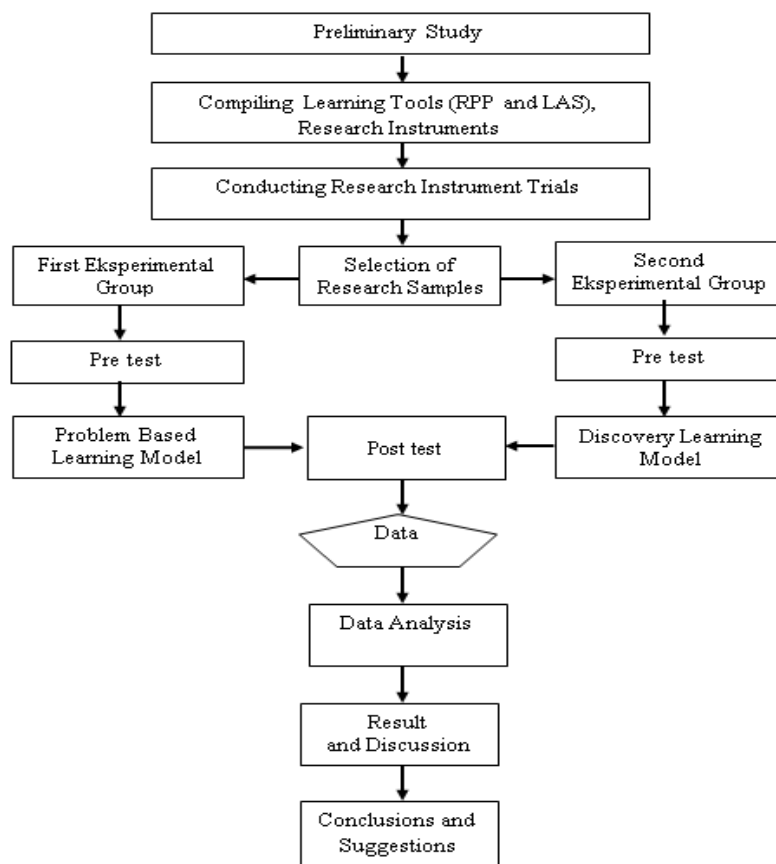 Preliminary Study
Compiling Learning Tools (RPP and LAS),
Research Instruments
Conducting Research Instrument Trials
First Eksperimental
Group
Selection of
Research Samples
Second
Eksperimental Group
Pre test
Pre test
Problem Based
Learning Model
Post test
Discovery Learning
Model
Data
Data Analysis
Result
and Discussion
Conclusions and
Suggestions